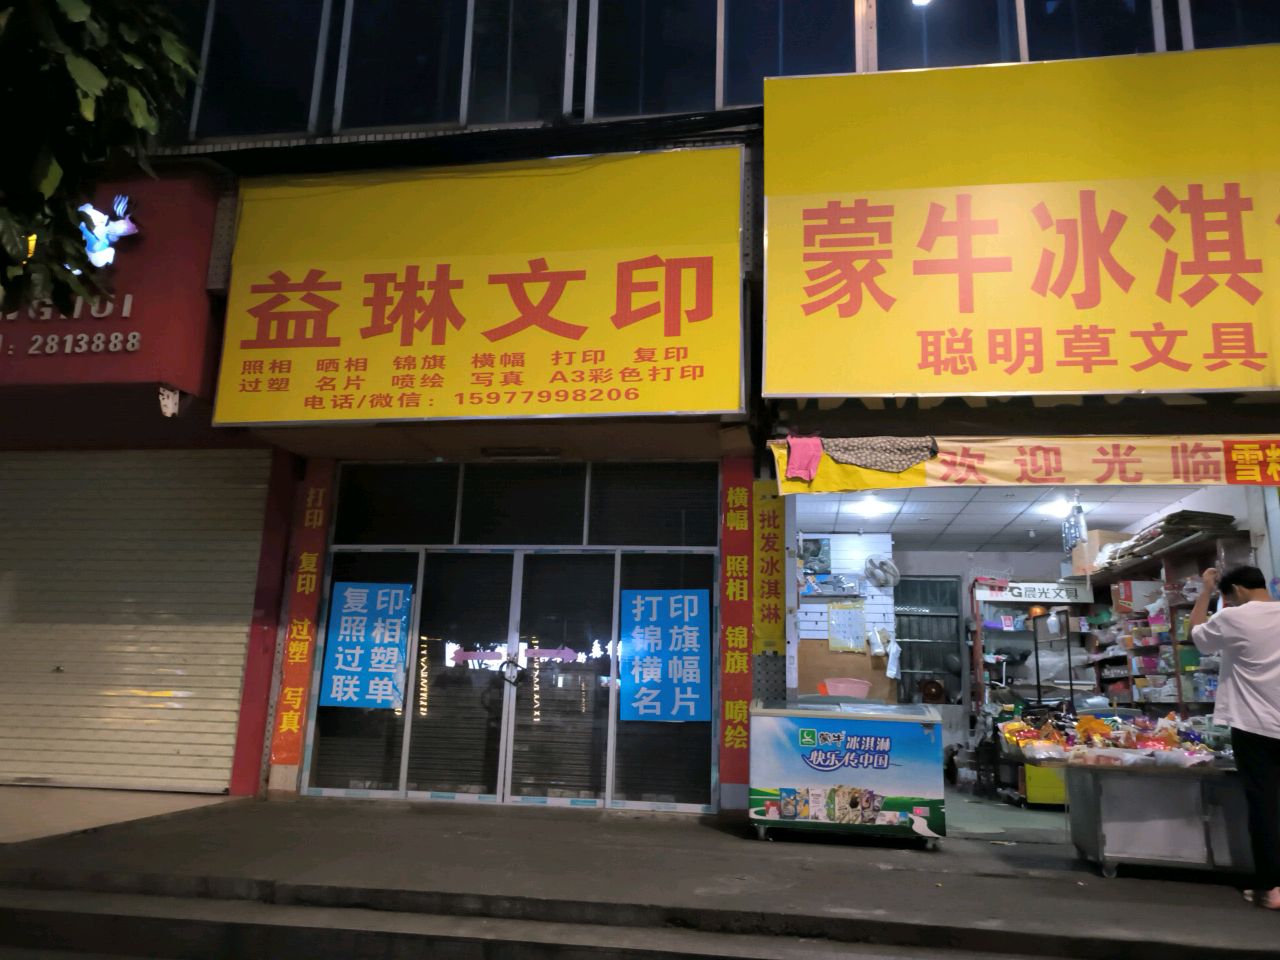 2813888
益琳文印
照相 晒相 锦旗 横幅 打印 复印
过塑 名片 喷绘 写真 A3彩色打印
电话/微信：15977998206
蒙牛冰淇
聪明草文具
欢迎光临
打印 复印 过塑 写真
复印
照相
过塑
联单
打印
锦旗
横幅
名片
横幅 照相 锦旗 喷绘
批发冰淇淋
晨光文具
蒙牛 冰淇淋
快乐传中国